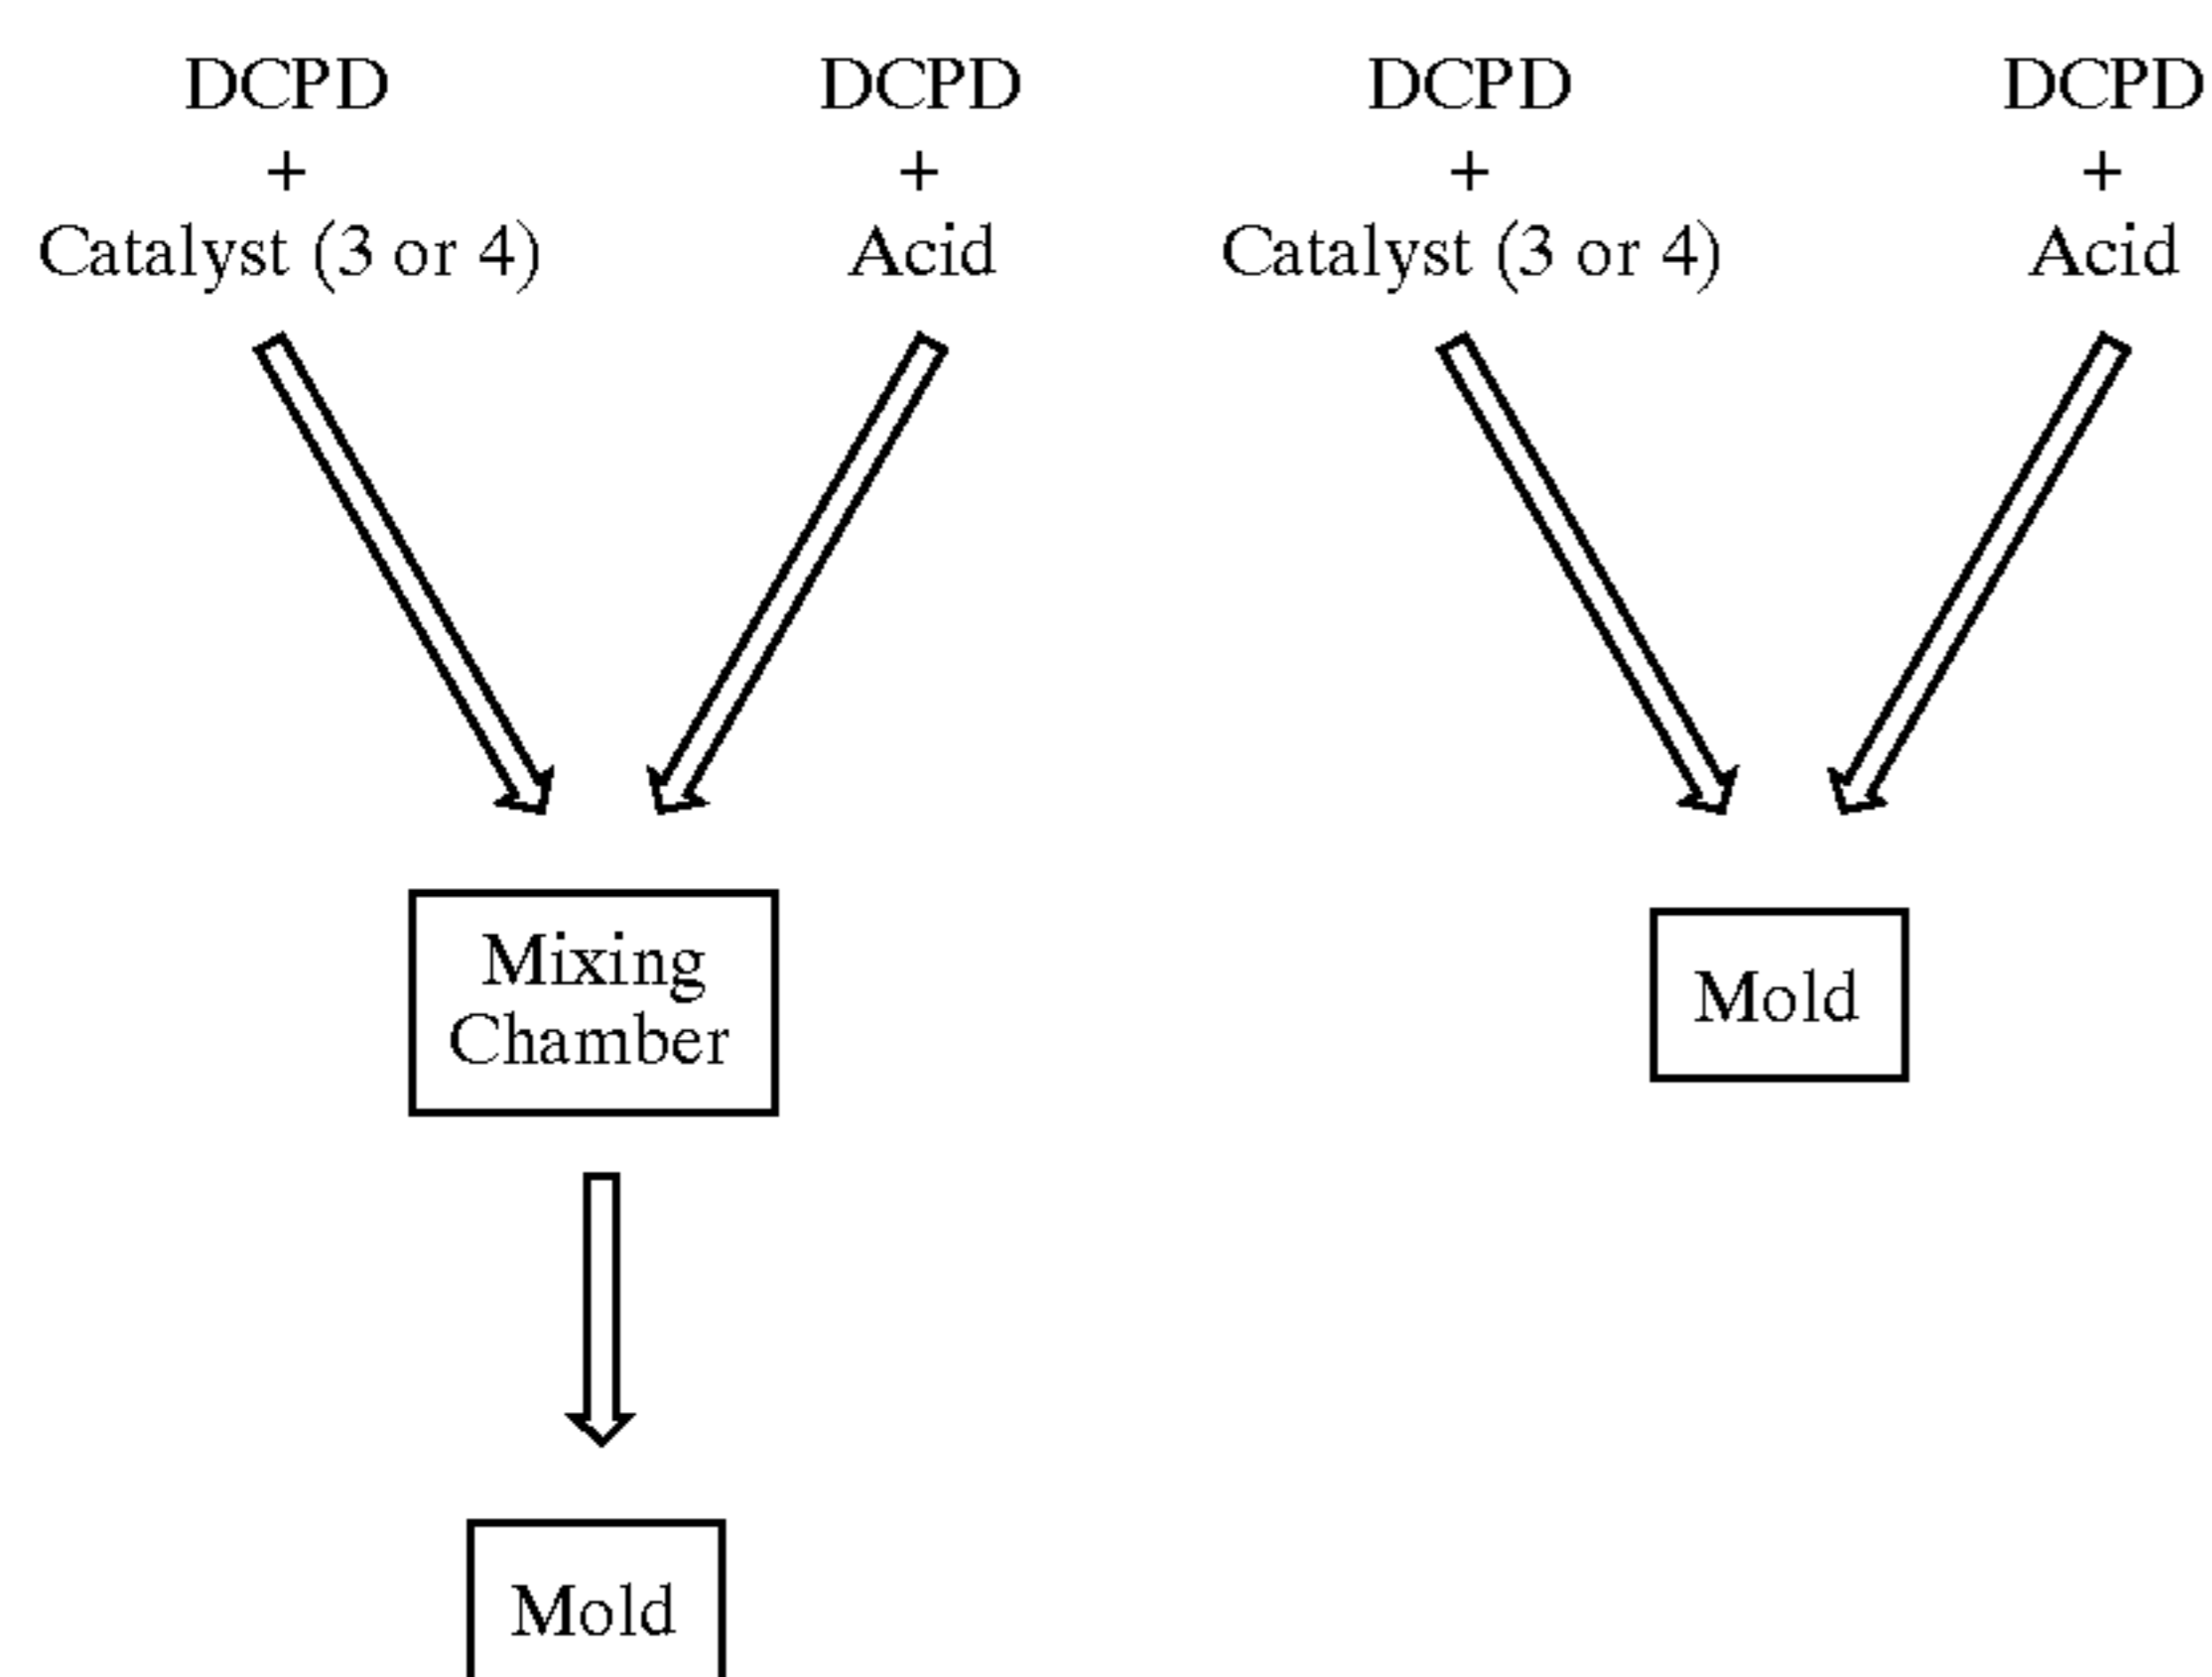 DCPD
+
Catalyst (3 or 4)
DCPD
+
Acid
Mixing
Chamber
Mold
DCPD
+
Catalyst (3 or 4)
DCPD
+
Acid
Mold